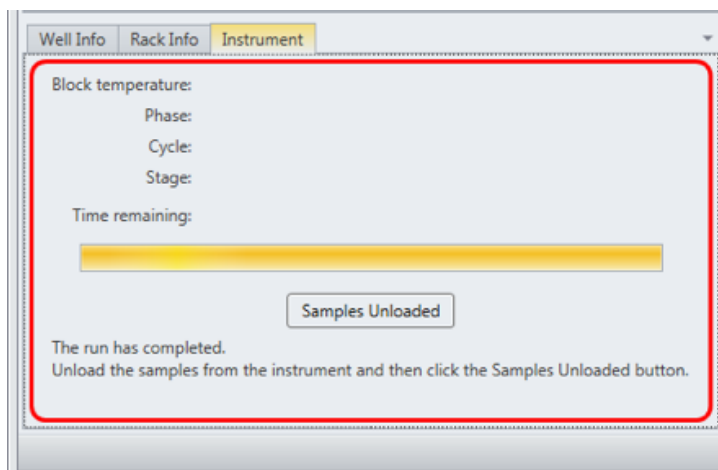 Well Info Rack Info Instrument
Block temperature:
Phase:
Cycle:
Stage:
Time remaining:
Samples Unloaded
The run has completed.
Unload the samples from the instrument and then click the Samples Unloaded button.